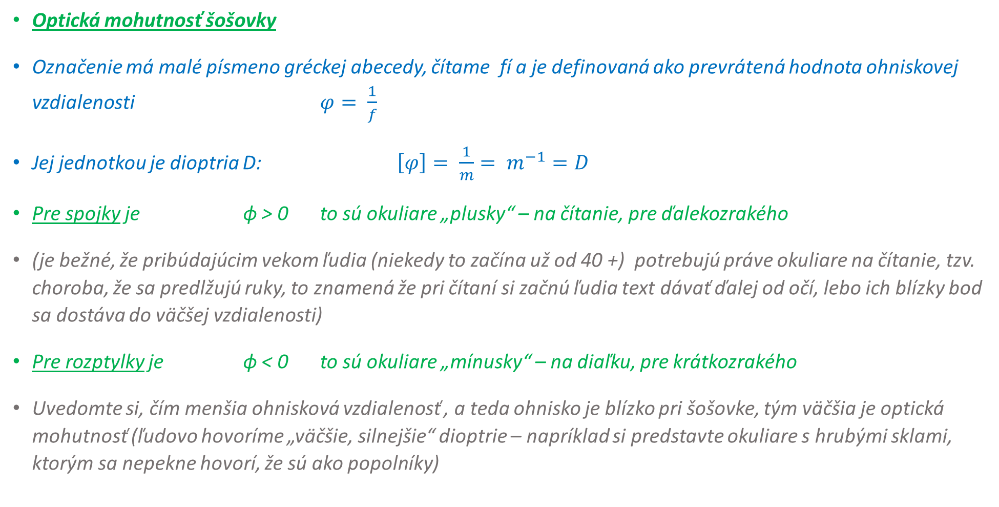 • Optická mohutnosť šošovky
• Označenie má malé písmeno gréckej abecedy, čítame fí a je definovaná ako prevrátená hodnota ohniskovej
vzdialenosti φ = 1/f
• Jej jednotkou je dioptria D: [φ] = 1/m = m⁻¹ = D
• Pre spojky je ϕ > 0 to sú okuliare „plusky“ – na čítanie, pre ďalekozrakého
• (je bežné, že pribúdajúcim vekom ľudia (niekedy to začína už od 40 +) potrebujú práve okuliare na čítanie, tzv.
choroba, že sa predlžujú ruky, to znamená že pri čítaní si začnú ľudia text dávať ďalej od očí, lebo ich blízky bod
sa dostáva do väčšej vzdialenosti)
• Pre rozptylky je ϕ < 0 to sú okuliare „mínusky“ – na diaľku, pre krátkozrakého
• Uvedomte si, čím menšia ohnisková vzdialenosť, a teda ohnisko je blízko pri šošovke, tým väčšia je optická
mohutnosť (ľudovo hovoríme „väčšie, silnejšie“ dioptrie – napríklad si predstavte okuliare s hrubými sklami,
ktorým sa nepekne hovorí, že sú ako popolníky)